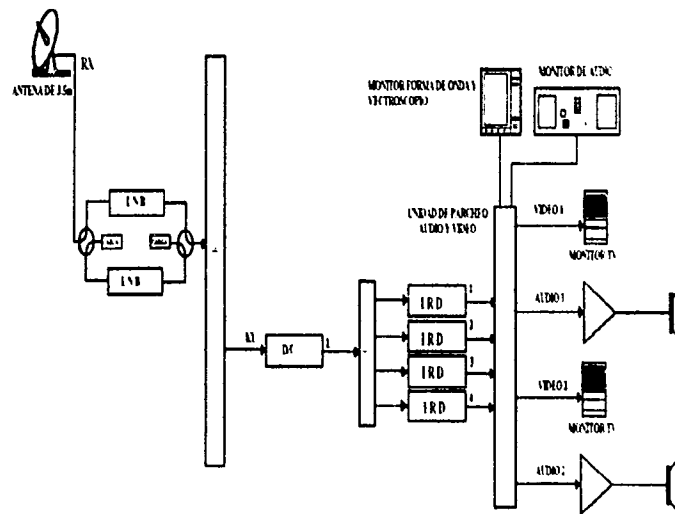 RX
ANTENA DE 3.5m
MONITOR FORMA DE ONDA Y
VECTROSCOPIO
MONITOR DE AUDIO
LNB
LNB
UNIDAD DE PARCHEO
AUDIO Y VIDEO
VIDEO 1
MONITOR TV
DC
1
IRD
1
IRD
2
IRD
3
IRD
4
AUDIO 1
VIDEO 2
MONITOR TV
AUDIO 2